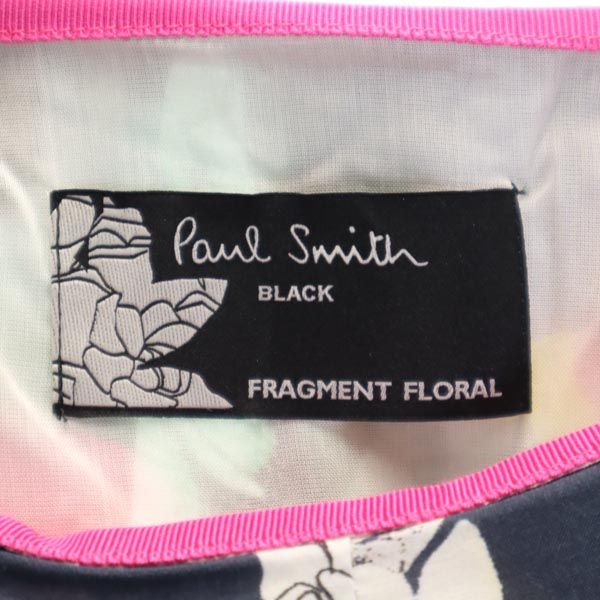 Paul Smith
BLACK
FRAGMENT FLORAL